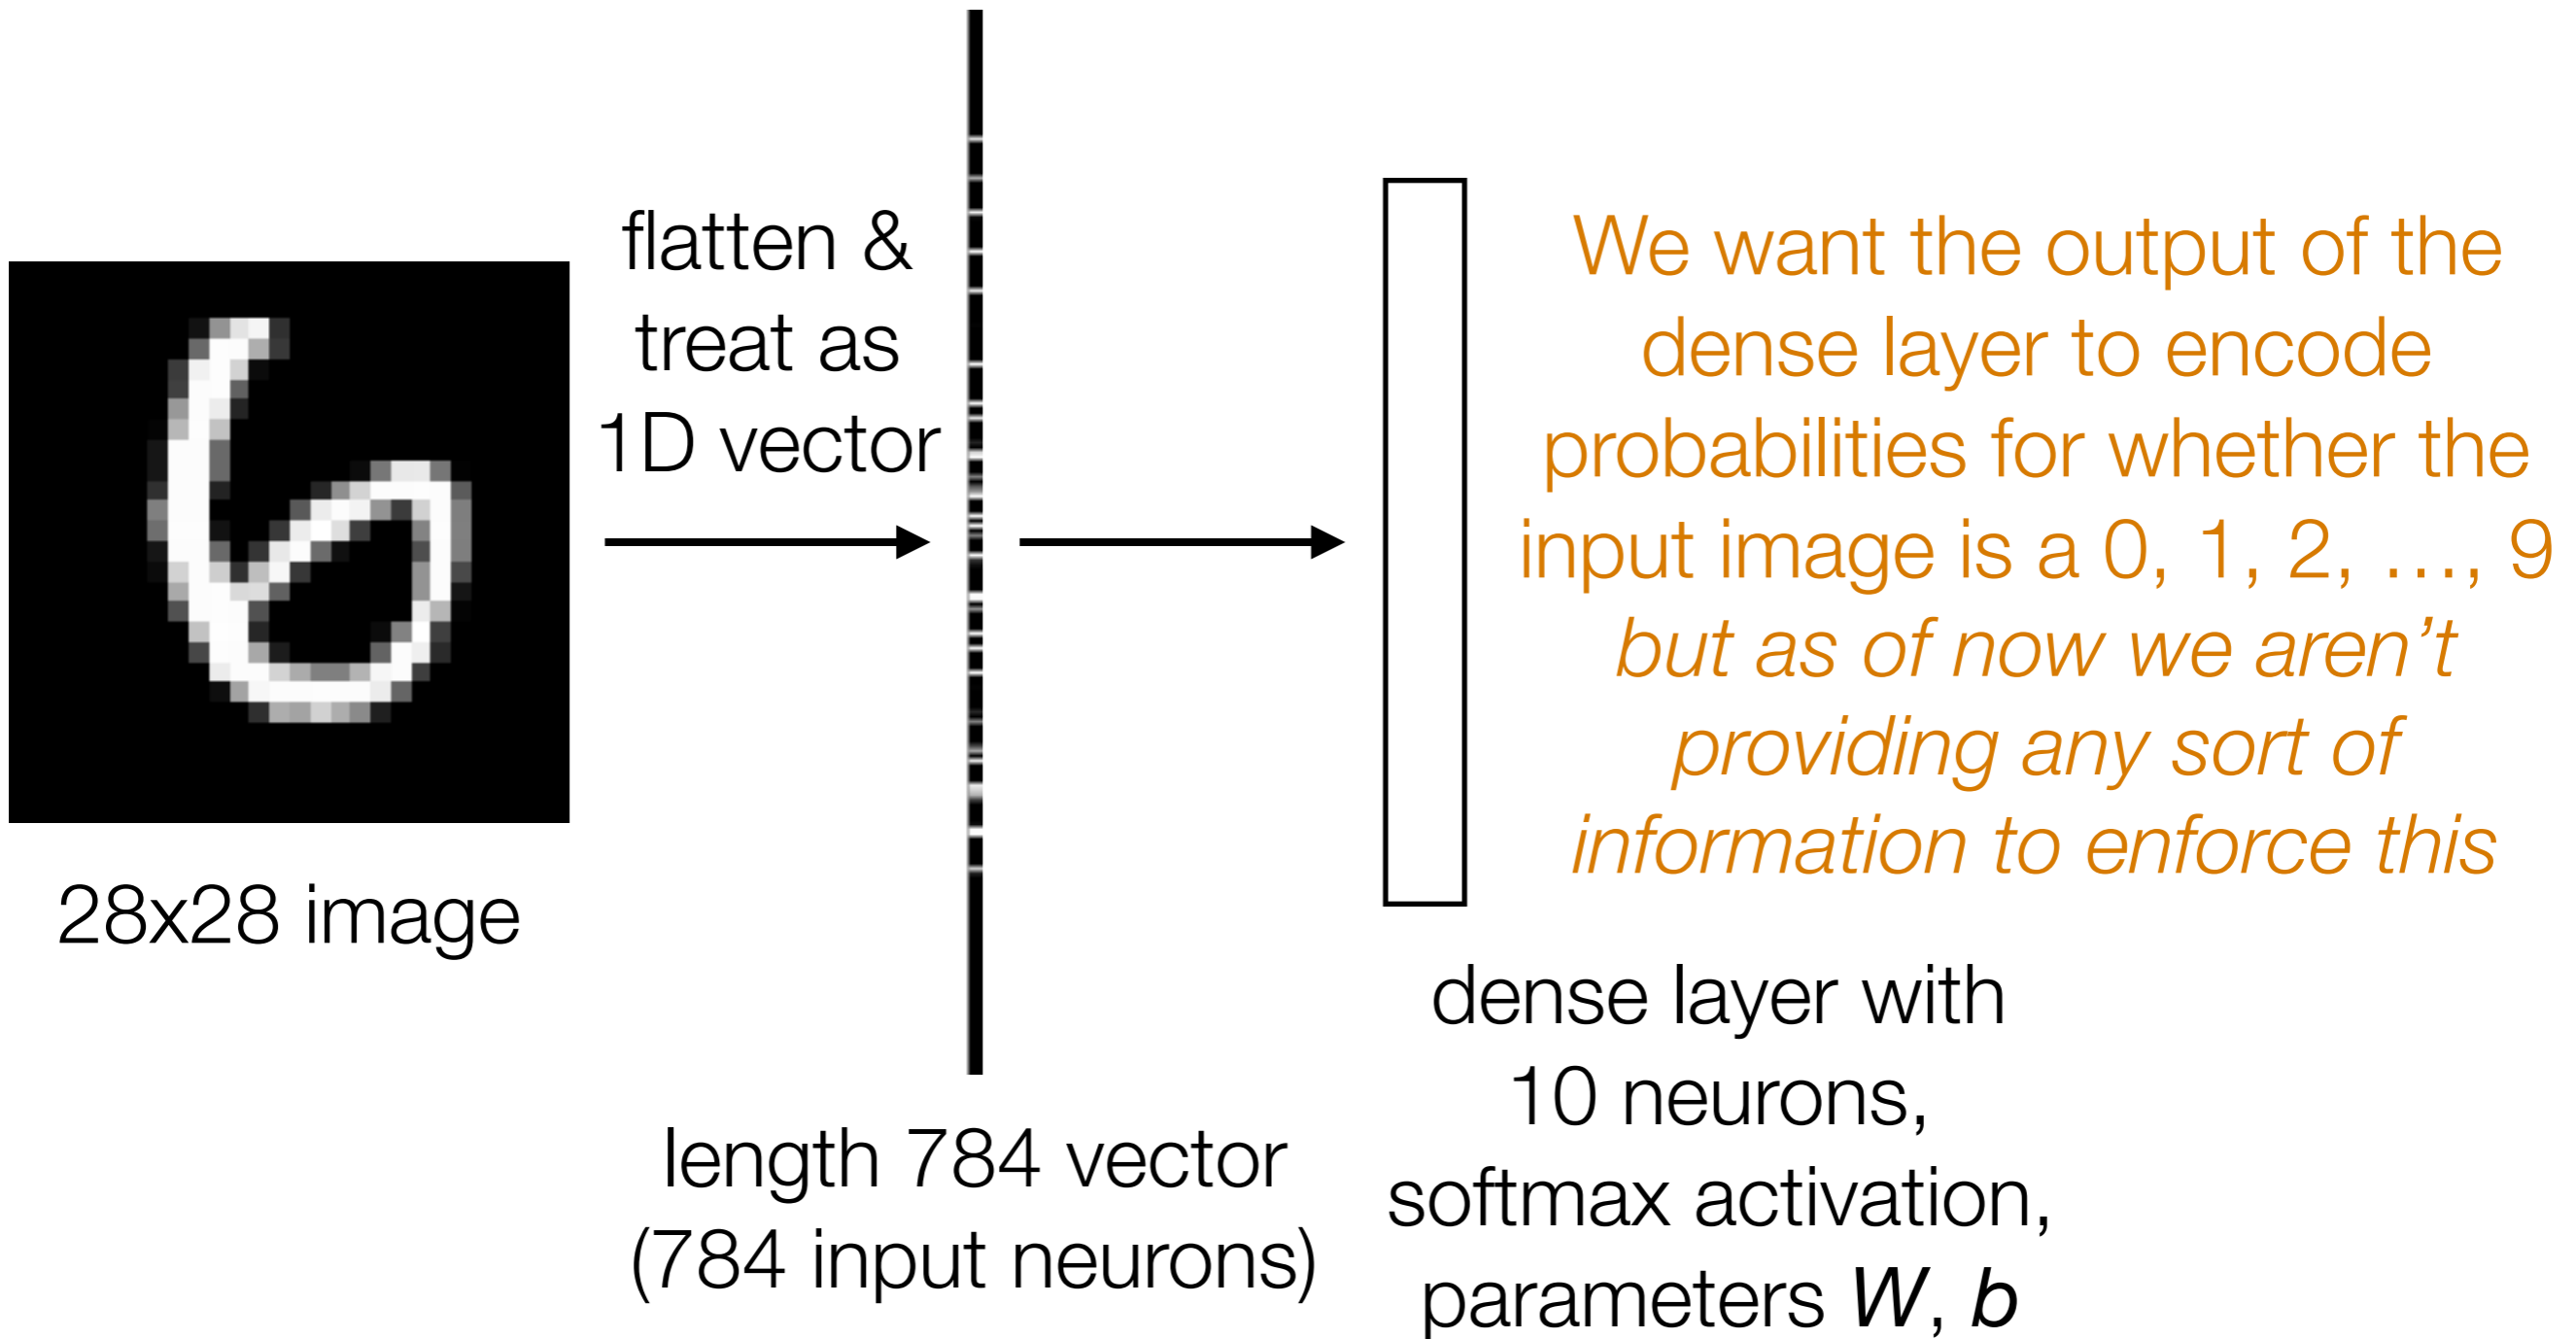 flatten &
treat as
1D vector
28x28 image
length 784 vector
(784 input neurons)
We want the output of the
dense layer to encode
probabilities for whether the
input image is a 0, 1, 2, …, 9
but as of now we aren’t
providing any sort of
information to enforce this
dense layer with
10 neurons,
softmax activation,
parameters W, b
6